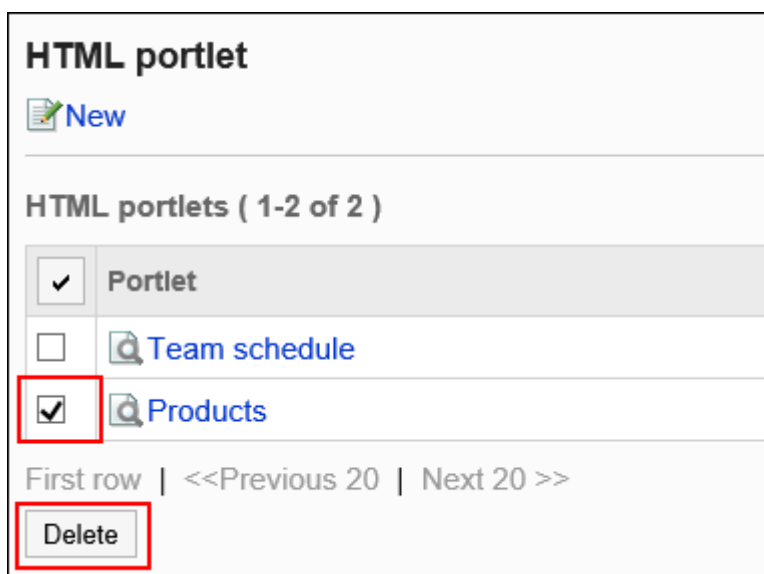 HTML portlet
New
HTML portlets ( 1-2 of 2 )
Portlet
Team schedule
Products
First row | <<Previous 20 | Next 20 >>
Delete